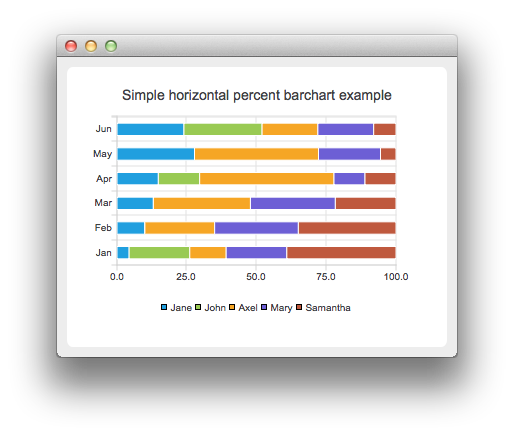 Simple horizontal percent barchart example
Jun
May
Apr
Mar
Feb
Jan
0.0 25.0 50.0 75.0 100.0
Jane John Axel Mary Samantha